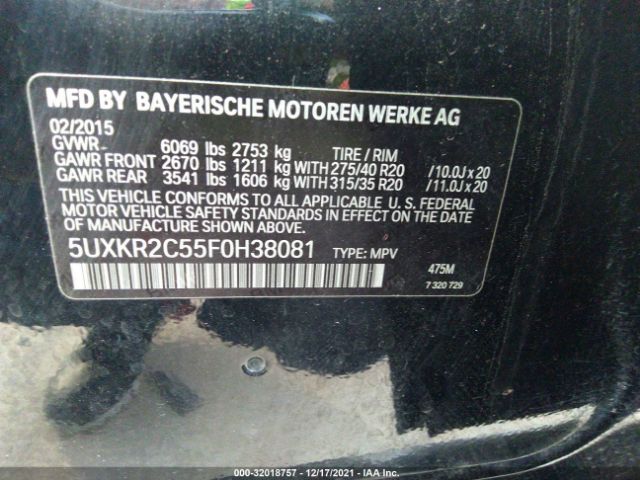 MFD BY BAYERISCHE MOTOREN WERKE AG
02/2015
GVWR 6069 lbs 2753 kg TIRE / RIM
GAWR FRONT 2670 lbs 1211 kg WITH 275/40 R20 /10.0J x 20
GAWR REAR 3541 lbs 1606 kg WITH 315/35 R20 /11.0J x 20
THIS VEHICLE CONFORMS TO ALL APPLICABLE U. S. FEDERAL
MOTOR VEHICLE SAFETY STANDARDS IN EFFECT ON THE DATE
OF MANUFACTURE SHOWN ABOVE.
5UXKR2C55F0H38081 TYPE: MPV
475M
7 320 729
000-32018757 - 12/17/2021 - IAA Inc.